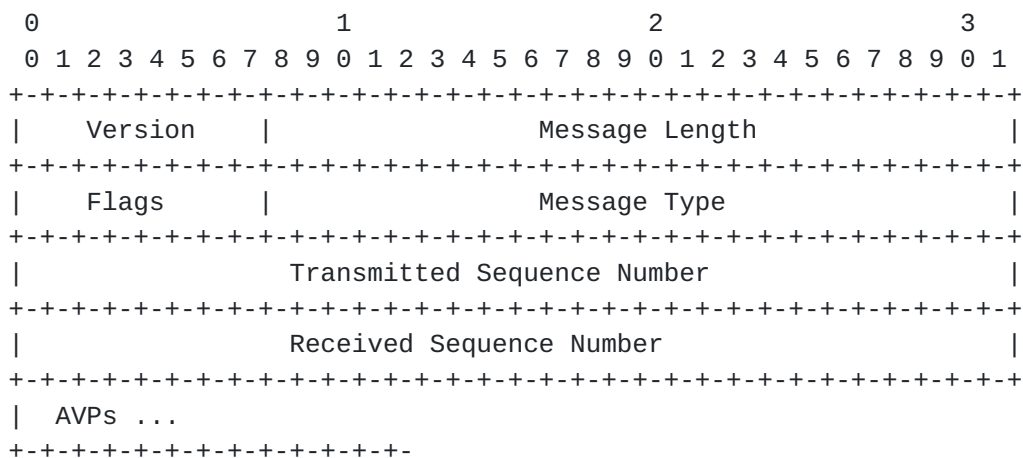 0                   1                   2                   3
 0 1 2 3 4 5 6 7 8 9 0 1 2 3 4 5 6 7 8 9 0 1 2 3 4 5 6 7 8 9 0 1
+-+-+-+-+-+-+-+-+-+-+-+-+-+-+-+-+-+-+-+-+-+-+-+-+-+-+-+-+-+-+-+-+
|    Version    |                 Message Length                |
+-+-+-+-+-+-+-+-+-+-+-+-+-+-+-+-+-+-+-+-+-+-+-+-+-+-+-+-+-+-+-+-+
|    Flags      |                 Message Type                  |
+-+-+-+-+-+-+-+-+-+-+-+-+-+-+-+-+-+-+-+-+-+-+-+-+-+-+-+-+-+-+-+-+
|                 Transmitted Sequence Number                   |
+-+-+-+-+-+-+-+-+-+-+-+-+-+-+-+-+-+-+-+-+-+-+-+-+-+-+-+-+-+-+-+-+
|                 Received Sequence Number                      |
+-+-+-+-+-+-+-+-+-+-+-+-+-+-+-+-+-+-+-+-+-+-+-+-+-+-+-+-+-+-+-+-+
|  AVPs ...
+-+-+-+-+-+-+-+-+-+-+-+-+-